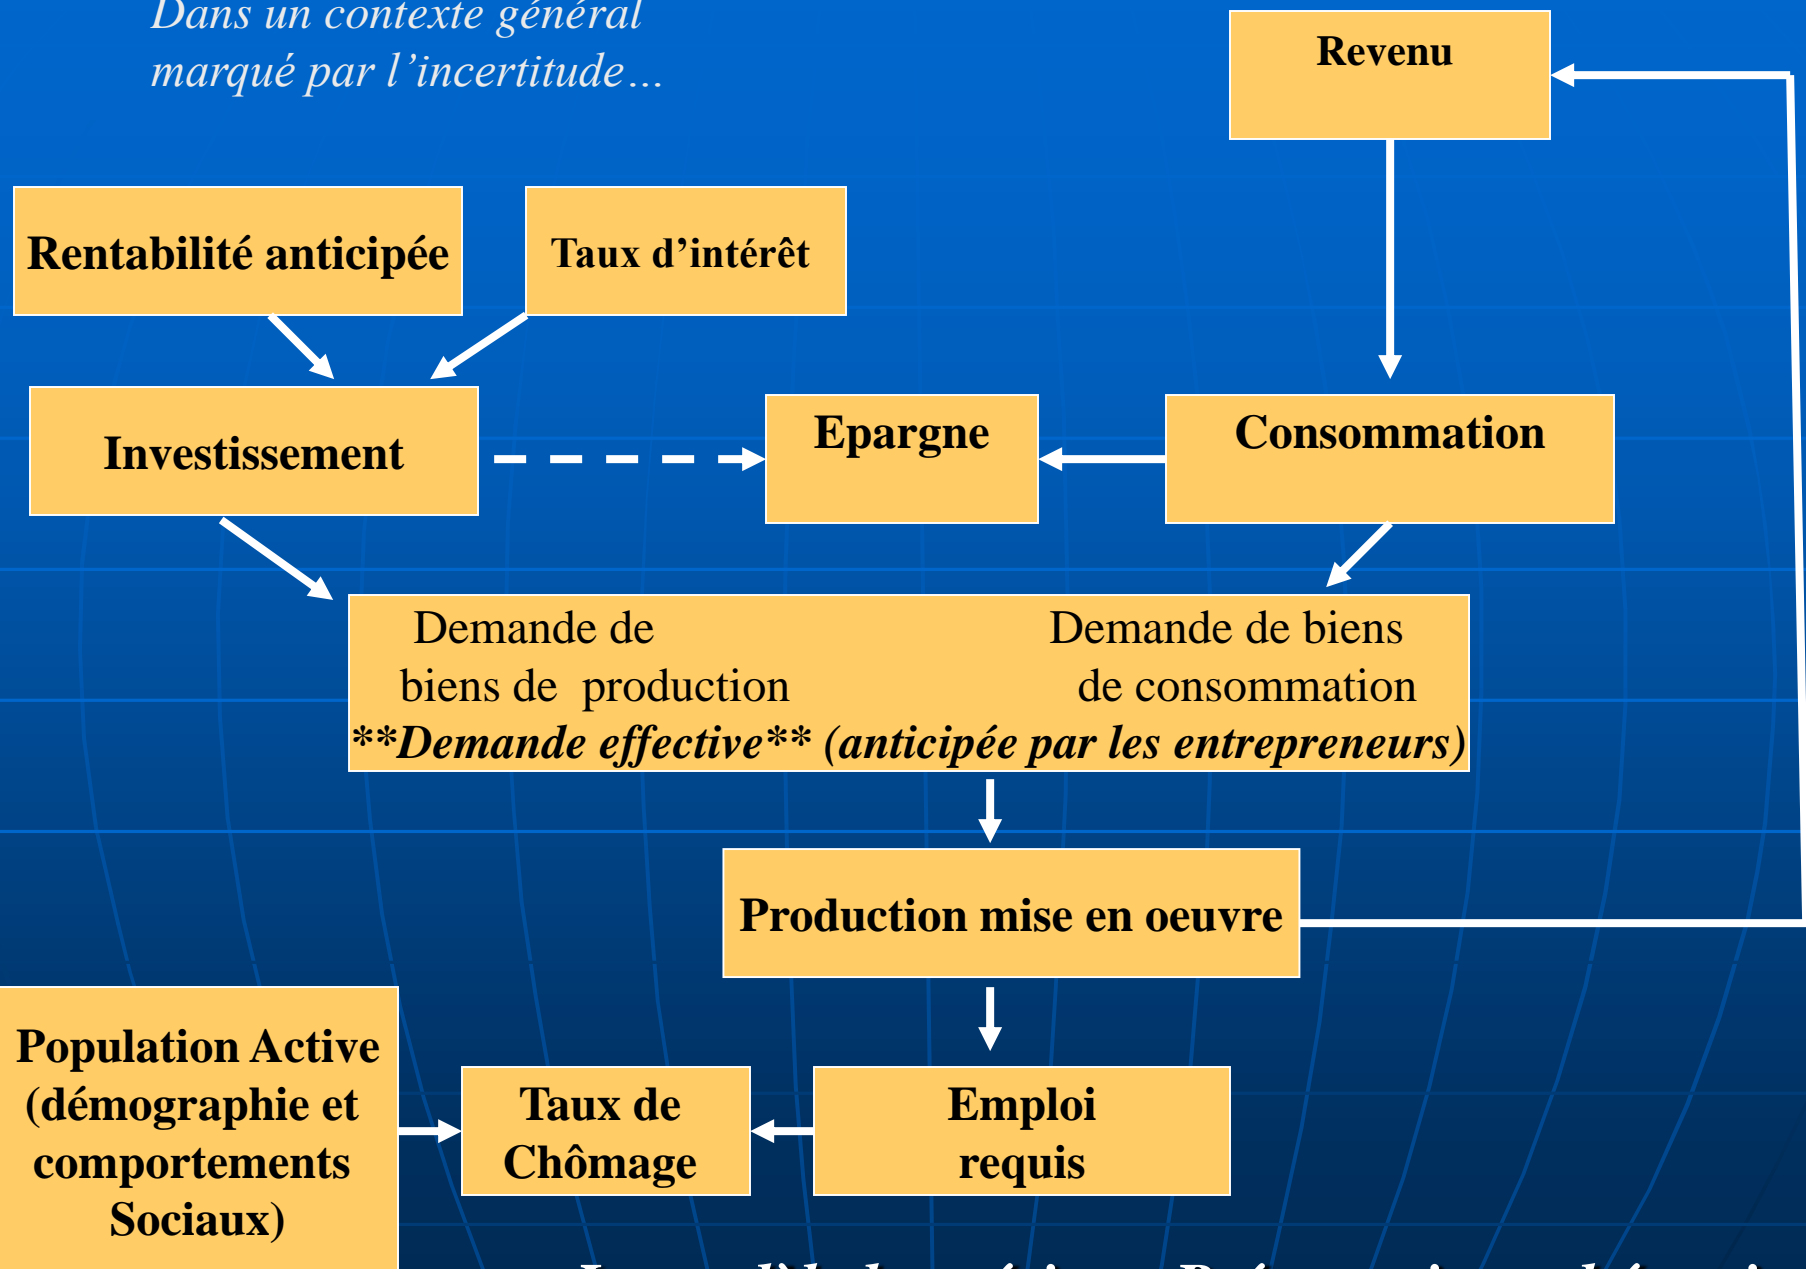 Dans un contexte général
marqué par l’incertitude…
Revenu
Rentabilité anticipée
Taux d’intérêt
Investissement
Epargne
Consommation
Demande de
biens de production
Demande de biens
de consommation
**Demande effective** (anticipée par les entrepreneurs)
Production mise en oeuvre
Population Active
(démographie et
comportements
Sociaux)
Taux de
Chômage
Emploi
requis